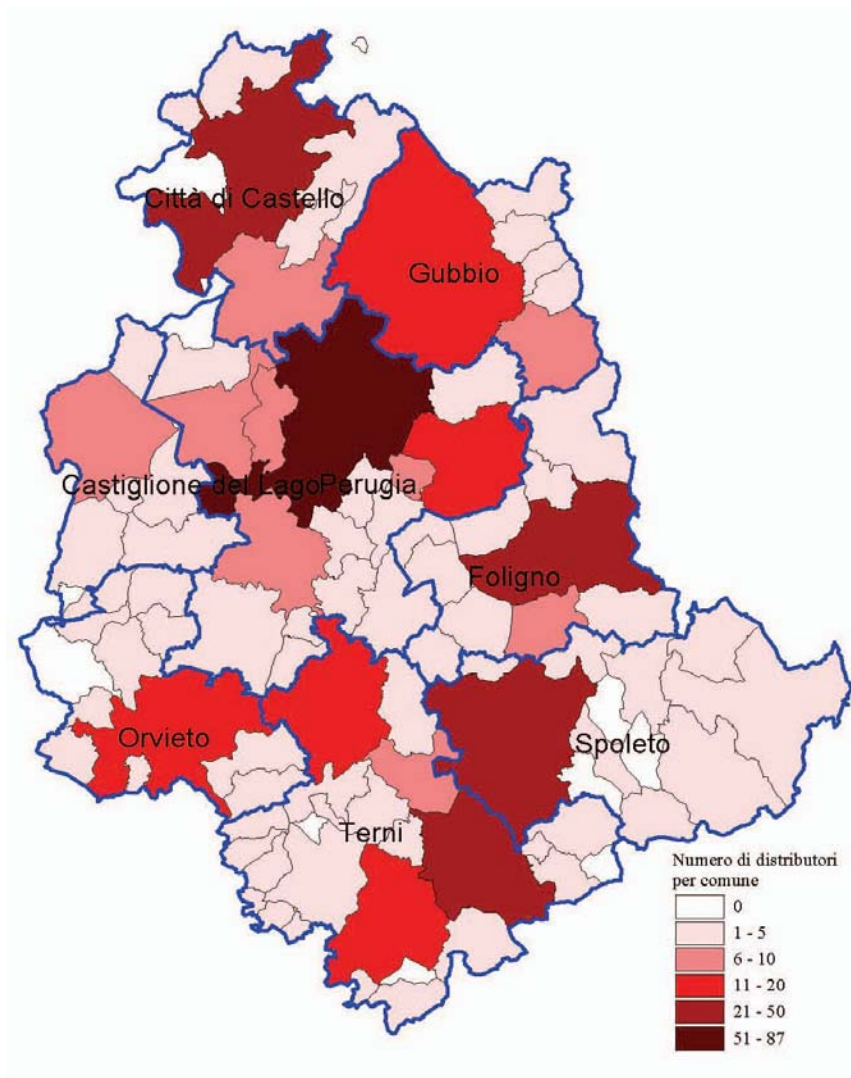 Città di Castello
Gubbio
Castiglione del Lago
Perugia
Foligno
Orvieto
Spoleto
Terni
Numero di distributori
per comune
0
1 - 5
6 - 10
11 - 20
21 - 50
51 - 87